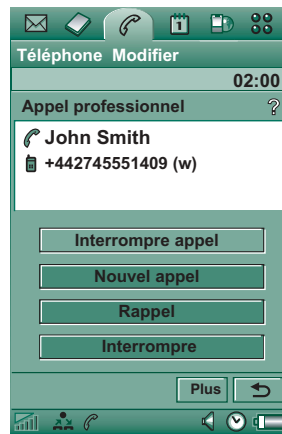 Téléphone Modifier
02:00
Appel professionnel ?
John Smith
+442745551409 (w)
Interrompre appel
Nouvel appel
Rappel
Interrompre
Plus